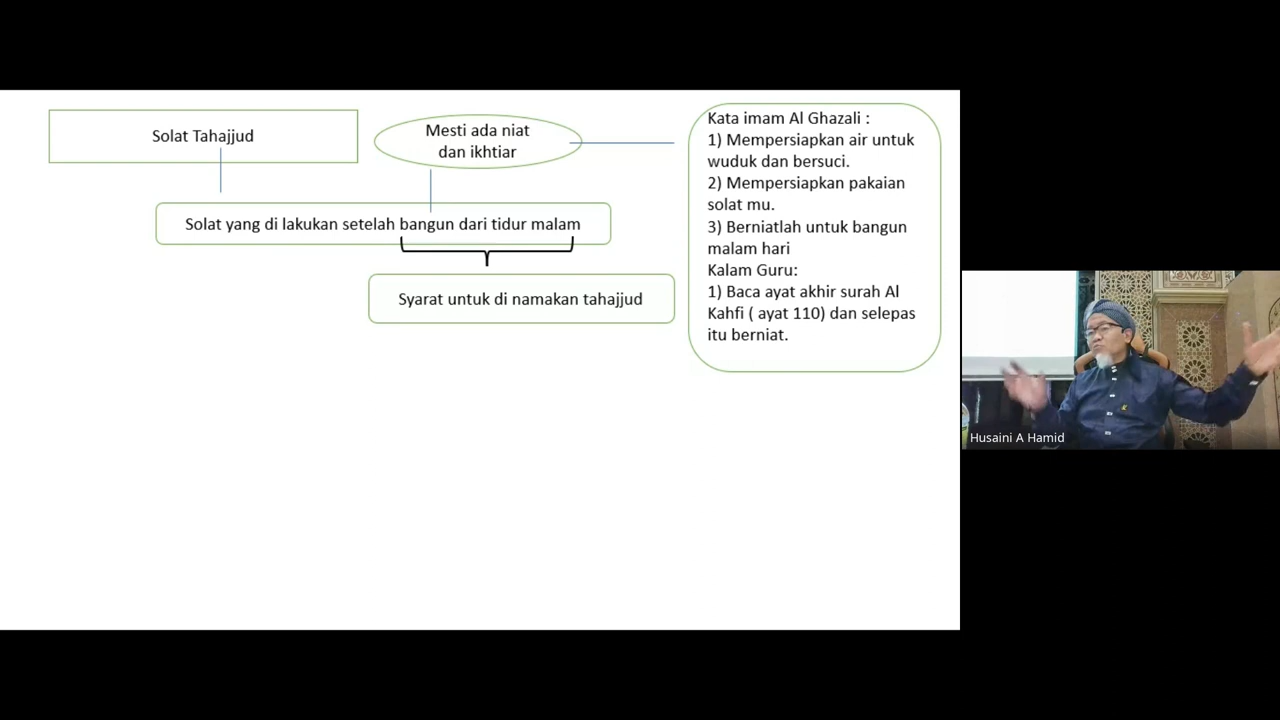 Solat Tahajjud
Mesti ada niat
dan ikhtiar
Solat yang di lakukan setelah bangun dari tidur malam
Syarat untuk di namakan tahajjud
Kata imam Al Ghazali :
1) Mempersiapkan air untuk
wuduk dan bersuci.
2) Mempersiapkan pakaian
solat mu.
3) Berniatlah untuk bangun
malam hari
Kalam Guru:
1) Baca ayat akhir surah Al
Kahfi ( ayat 110) dan selepas
itu berniat.
Husaini A Hamid